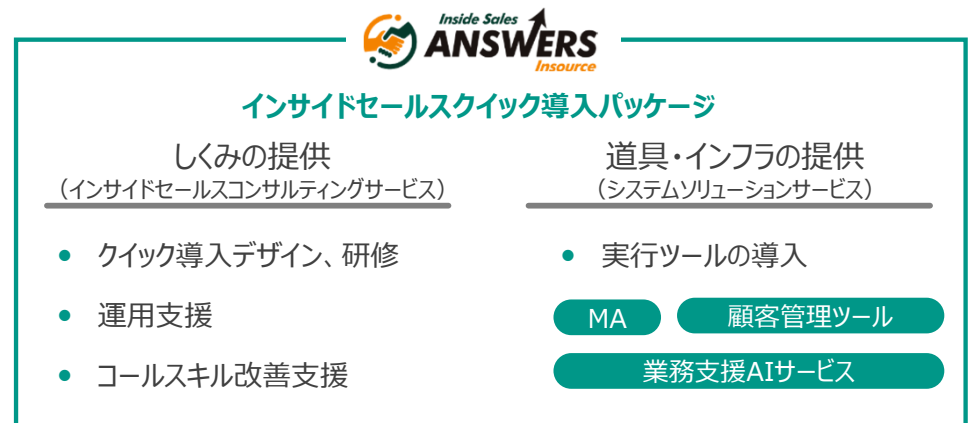 Inside Sales
ANSWERS
Insource
インサイドセールスクイック導入パッケージ
しくみの提供
（インサイドセールスコンサルティングサービス）
• クイック導入デザイン、研修
• 運用支援
• コールスキル改善支援
道具・インフラの提供
（システムソリューションサービス）
• 実行ツールの導入
MA
顧客管理ツール
業務支援AIサービス